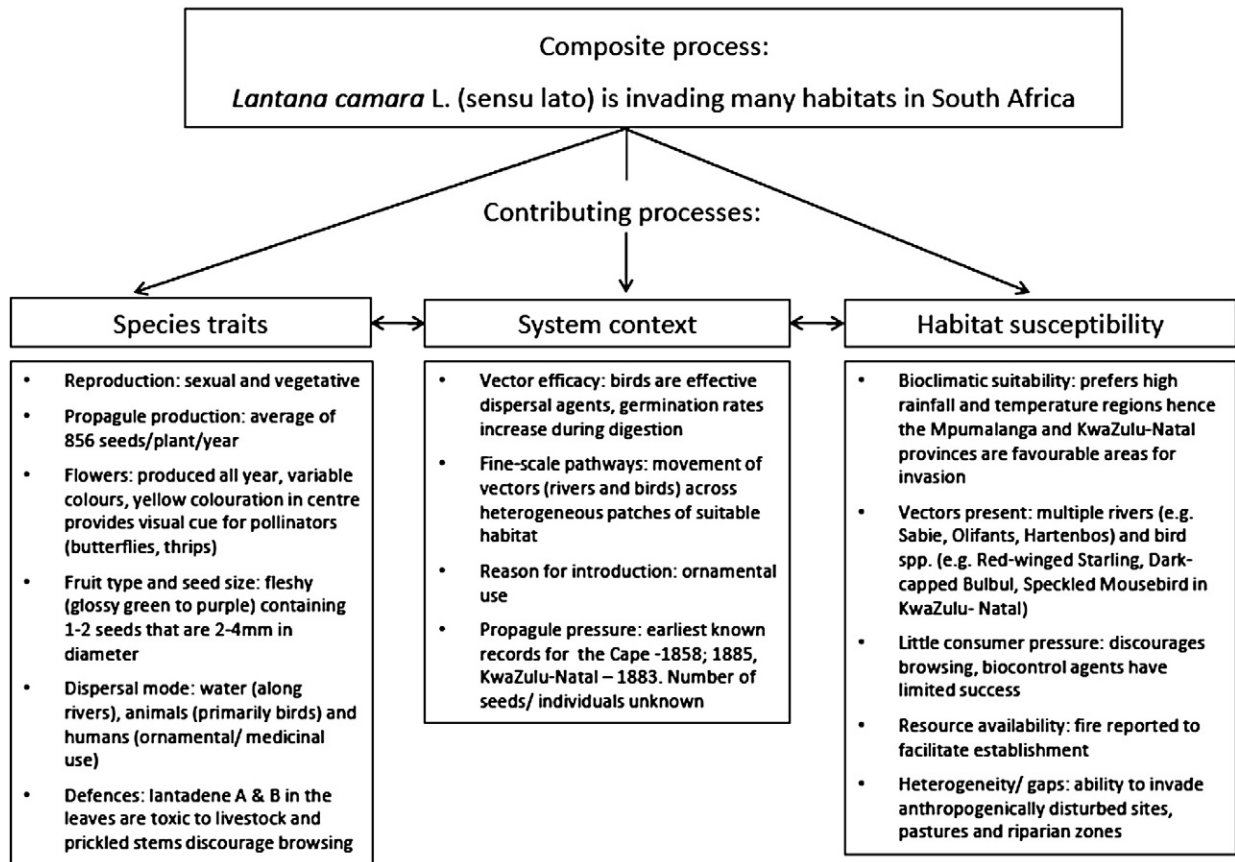 Composite process:
Lantana camara L. (sensu lato) is invading many habitats in South Africa
Contributing processes:
Species traits
• Reproduction: sexual and vegetative
• Propagule production: average of
856 seeds/plant/year
• Flowers: produced all year, variable
colours, yellow colouration in centre
provides visual cue for pollinators
(butterflies, thrips)
• Fruit type and seed size: fleshy
(glossy green to purple) containing
1-2 seeds that are 2-4mm in
diameter
• Dispersal mode: water (along
rivers), animals (primarily birds) and
humans (ornamental/ medicinal
use)
• Defences: lantadene A & B in the
leaves are toxic to livestock and
prickled stems discourage browsing
System context
• Vector efficacy: birds are effective
dispersal agents, germination rates
increase during digestion
• Fine-scale pathways: movement of
vectors (rivers and birds) across
heterogeneous patches of suitable
habitat
• Reason for introduction: ornamental
use
• Propagule pressure: earliest known
records for the Cape -1858; 1885,
KwaZulu-Natal – 1883. Number of
seeds/ individuals unknown
Habitat susceptibility
• Bioclimatic suitability: prefers high
rainfall and temperature regions hence
the Mpumalanga and KwaZulu-Natal
provinces are favourable areas for
invasion
• Vectors present: multiple rivers (e.g.
Sabie, Olifants, Hartenbos) and bird
spp. (e.g. Red-winged Starling, Dark-
capped Bulbul, Speckled Mousebird in
KwaZulu- Natal)
• Little consumer pressure: discourages
browsing, biocontrol agents have
limited success
• Resource availability: fire reported to
facilitate establishment
• Heterogeneity/ gaps: ability to invade
anthropogenically disturbed sites,
pastures and riparian zones